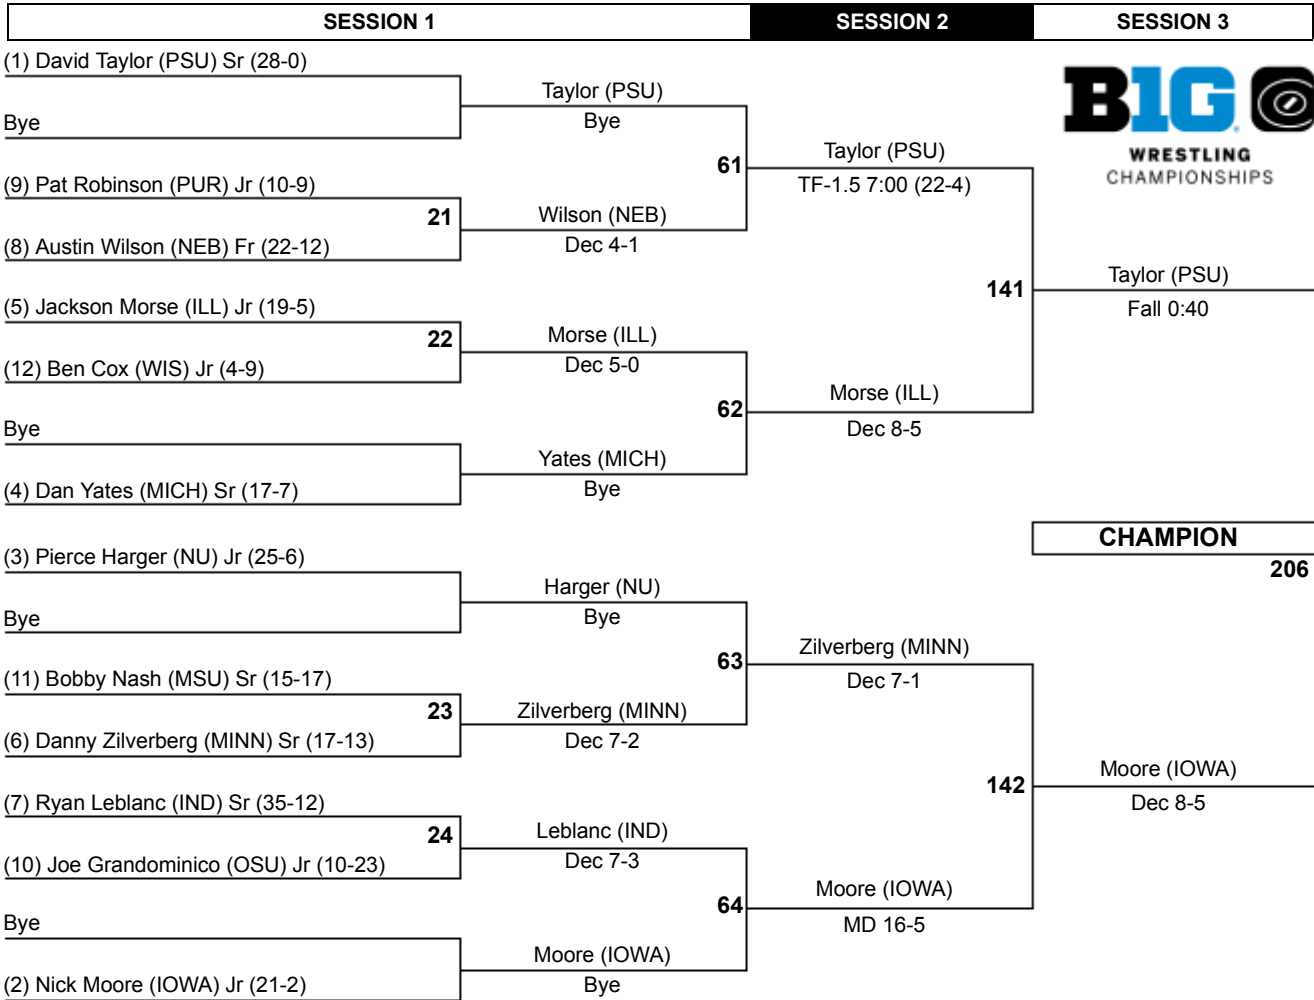 SESSION 1
SESSION 2
SESSION 3
(1) David Taylor (PSU) Sr (28-0)
Taylor (PSU)
Bye
Bye
61
Taylor (PSU)
TF-1.5 7:00 (22-4)
B1G
WRESTLING
CHAMPIONSHIPS
(9) Pat Robinson (PUR) Jr (10-9)
21
Wilson (NEB)
Dec 4-1
(8) Austin Wilson (NEB) Fr (22-12)
141
Taylor (PSU)
Fall 0:40
(5) Jackson Morse (ILL) Jr (19-5)
22
Morse (ILL)
Dec 5-0
(12) Ben Cox (WIS) Jr (4-9)
62
Morse (ILL)
Dec 8-5
Bye
Yates (MICH)
Bye
(4) Dan Yates (MICH) Sr (17-7)
CHAMPION
206
(3) Pierce Harger (NU) Jr (25-6)
Harger (NU)
Bye
Bye
63
Zilverberg (MINN)
Dec 7-1
(11) Bobby Nash (MSU) Sr (15-17)
23
Zilverberg (MINN)
Dec 7-2
(6) Danny Zilverberg (MINN) Sr (17-13)
142
Moore (IOWA)
Dec 8-5
(7) Ryan Leblanc (IND) Sr (35-12)
24
Leblanc (IND)
Dec 7-3
(10) Joe Grandominico (OSU) Jr (10-23)
64
Moore (IOWA)
MD 16-5
Bye
Moore (IOWA)
Bye
(2) Nick Moore (IOWA) Jr (21-2)